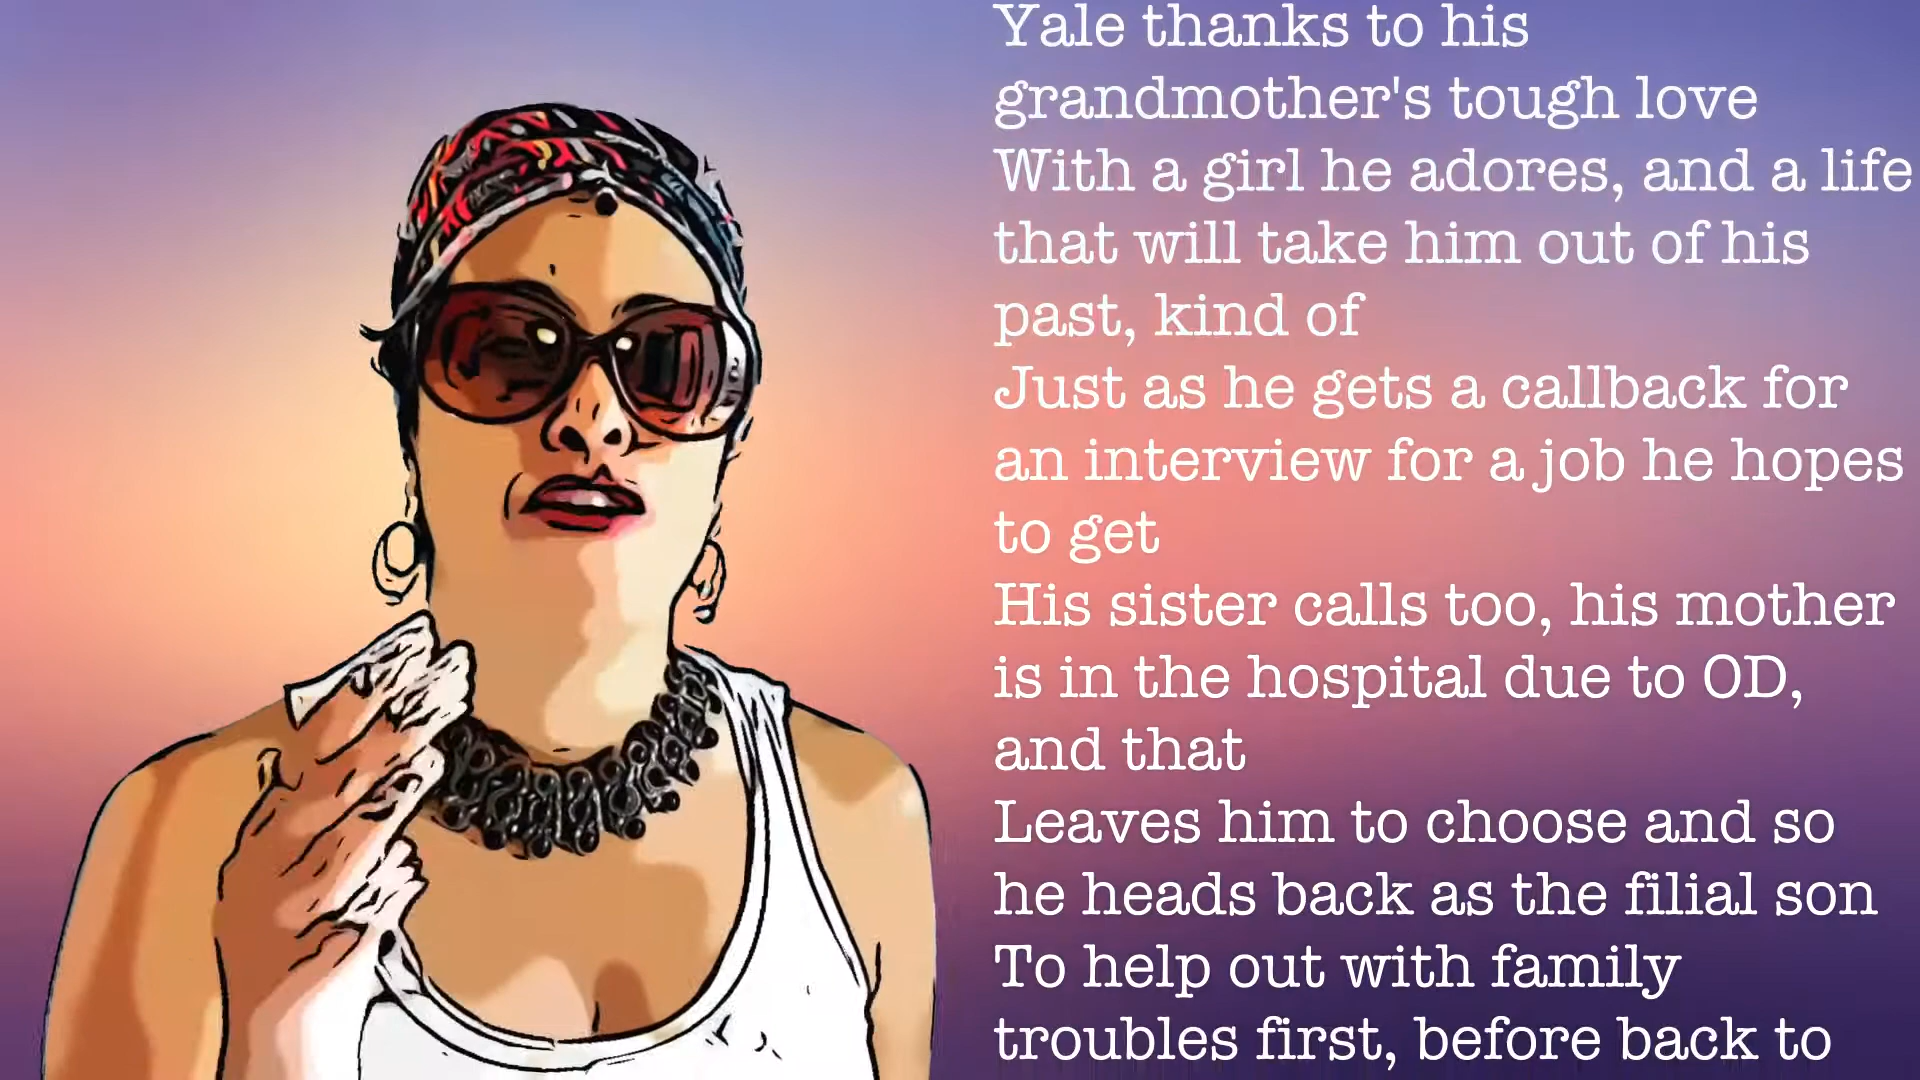 Yale thanks to his
grandmother's tough love
With a girl he adores, and a life
that will take him out of his
past, kind of
Just as he gets a callback for
an interview for a job he hopes
to get
His sister calls too, his mother
is in the hospital due to OD,
and that
Leaves him to choose and so
he heads back as the filial son
To help out with family
troubles first, before back to